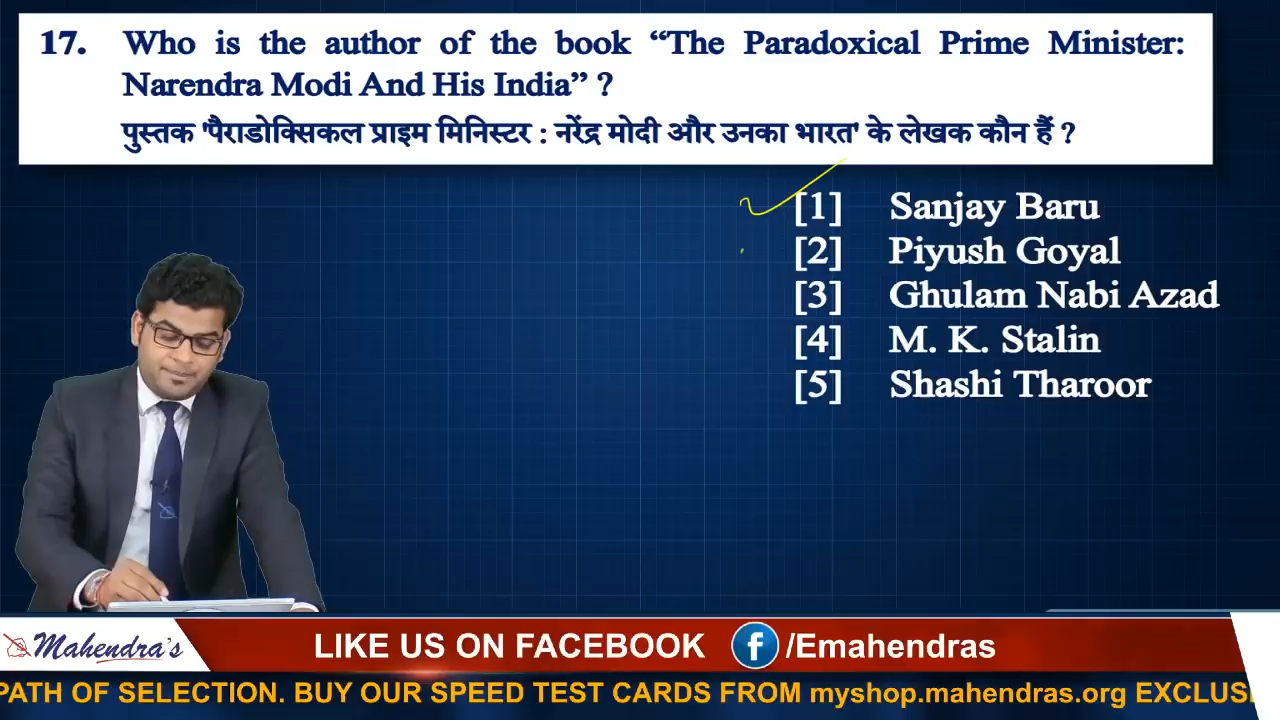 17. Who is the author of the book “The Paradoxical Prime Minister:
Narendra Modi And His India” ?
पुस्तक 'पैराडोक्सिकल प्राइम मिनिस्टर : नरेंद्र मोदी और उनका भारत' के लेखक कौन हैं ?
[1] Sanjay Baru
[2] Piyush Goyal
[3] Ghulam Nabi Azad
[4] M. K. Stalin
[5] Shashi Tharoor
Mahendra's
LIKE US ON FACEBOOK f /Emahendras
PATH OF SELECTION. BUY OUR SPEED TEST CARDS FROM myshop.mahendras.org EXCLUSI